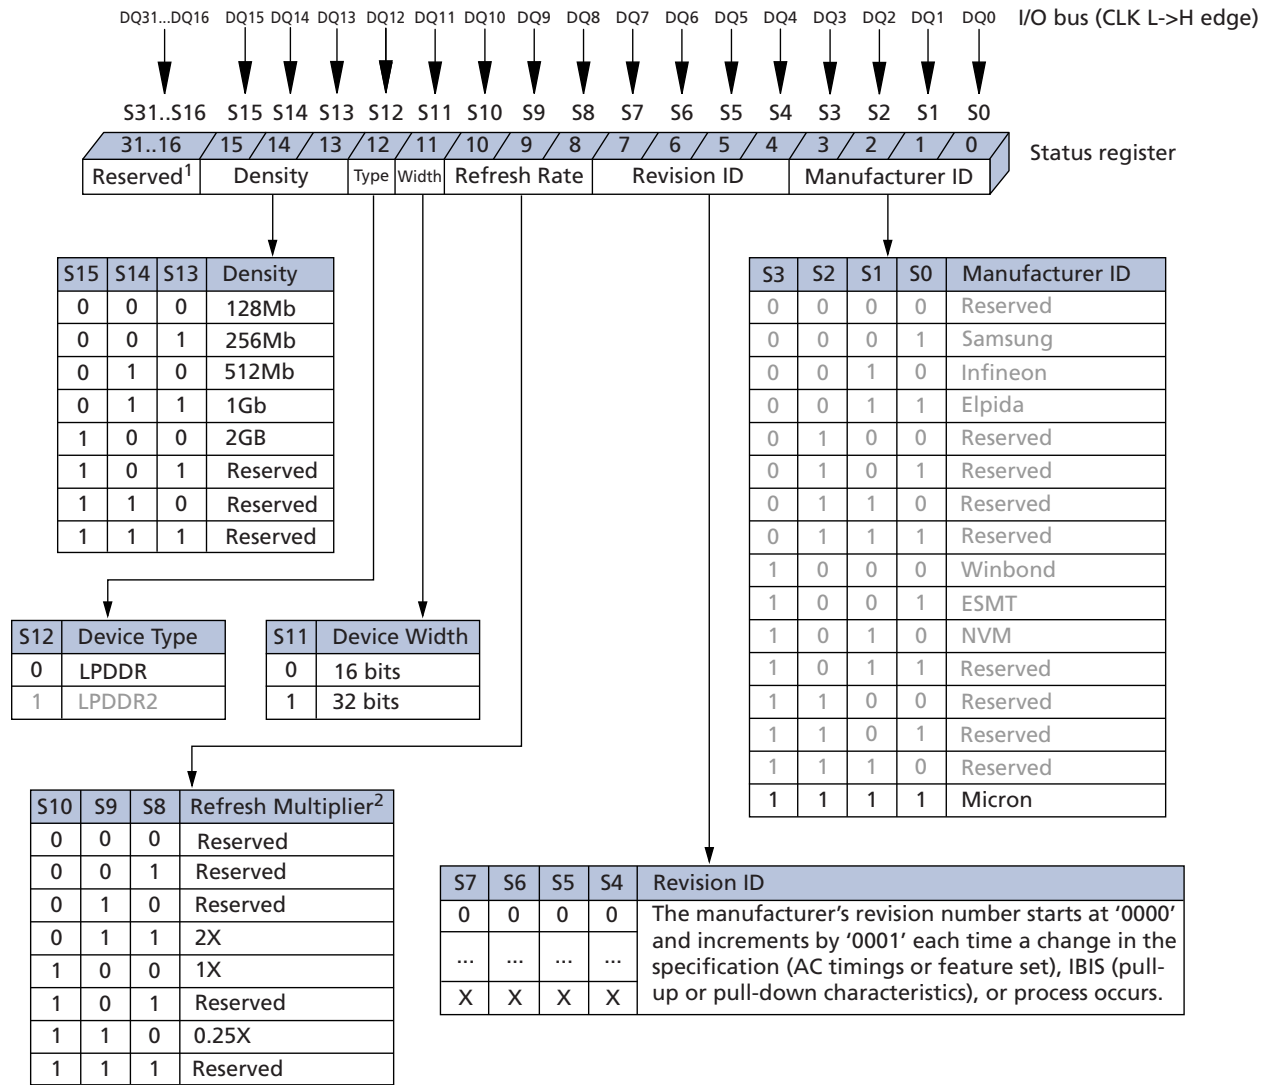 DQ31...DQ16 DQ15 DQ14 DQ13 DQ12 DQ11 DQ10 DQ9 DQ8 DQ7 DQ6 DQ5 DQ4 DQ3 DQ2 DQ1 DQ0 I/O bus (CLK L->H edge)
S31..S16 S15 S14 S13 S12 S11 S10 S9 S8 S7 S6 S5 S4 S3 S2 S1 S0
31..16 15 14 13 12 11 10 9 8 7 6 5 4 3 2 1 0 Status register
Reserved1 Density Type Width Refresh Rate Revision ID Manufacturer ID
S15 S14 S13 Density
0 0 0 128Mb
0 0 1 256Mb
0 1 0 512Mb
0 1 1 1Gb
1 0 0 2GB
1 0 1 Reserved
1 1 0 Reserved
1 1 1 Reserved
S3 S2 S1 S0 Manufacturer ID
0 0 0 0 Reserved
0 0 0 1 Samsung
0 0 1 0 Infineon
0 0 1 1 Elpida
0 1 0 0 Reserved
0 1 0 1 Reserved
0 1 1 0 Reserved
0 1 1 1 Reserved
1 0 0 0 Winbond
1 0 0 1 ESMT
1 0 1 0 NVM
1 0 1 1 Reserved
1 1 0 0 Reserved
1 1 0 1 Reserved
1 1 1 0 Reserved
1 1 1 1 Micron
S12 Device Type
0 LPDDR
1 LPDDR2
S11 Device Width
0 16 bits
1 32 bits
S10 S9 S8 Refresh Multiplier2
0 0 0 Reserved
0 0 1 Reserved
0 1 0 Reserved
0 1 1 2X
1 0 0 1X
1 0 1 Reserved
1 1 0 0.25X
1 1 1 Reserved
S7 S6 S5 S4 Revision ID
0 0 0 0 The manufacturer's revision number starts at '0000'
and increments by '0001' each time a change in the
... ... ... ... specification (AC timings or feature set), IBIS (pull-
X X X X up or pull-down characteristics), or process occurs.